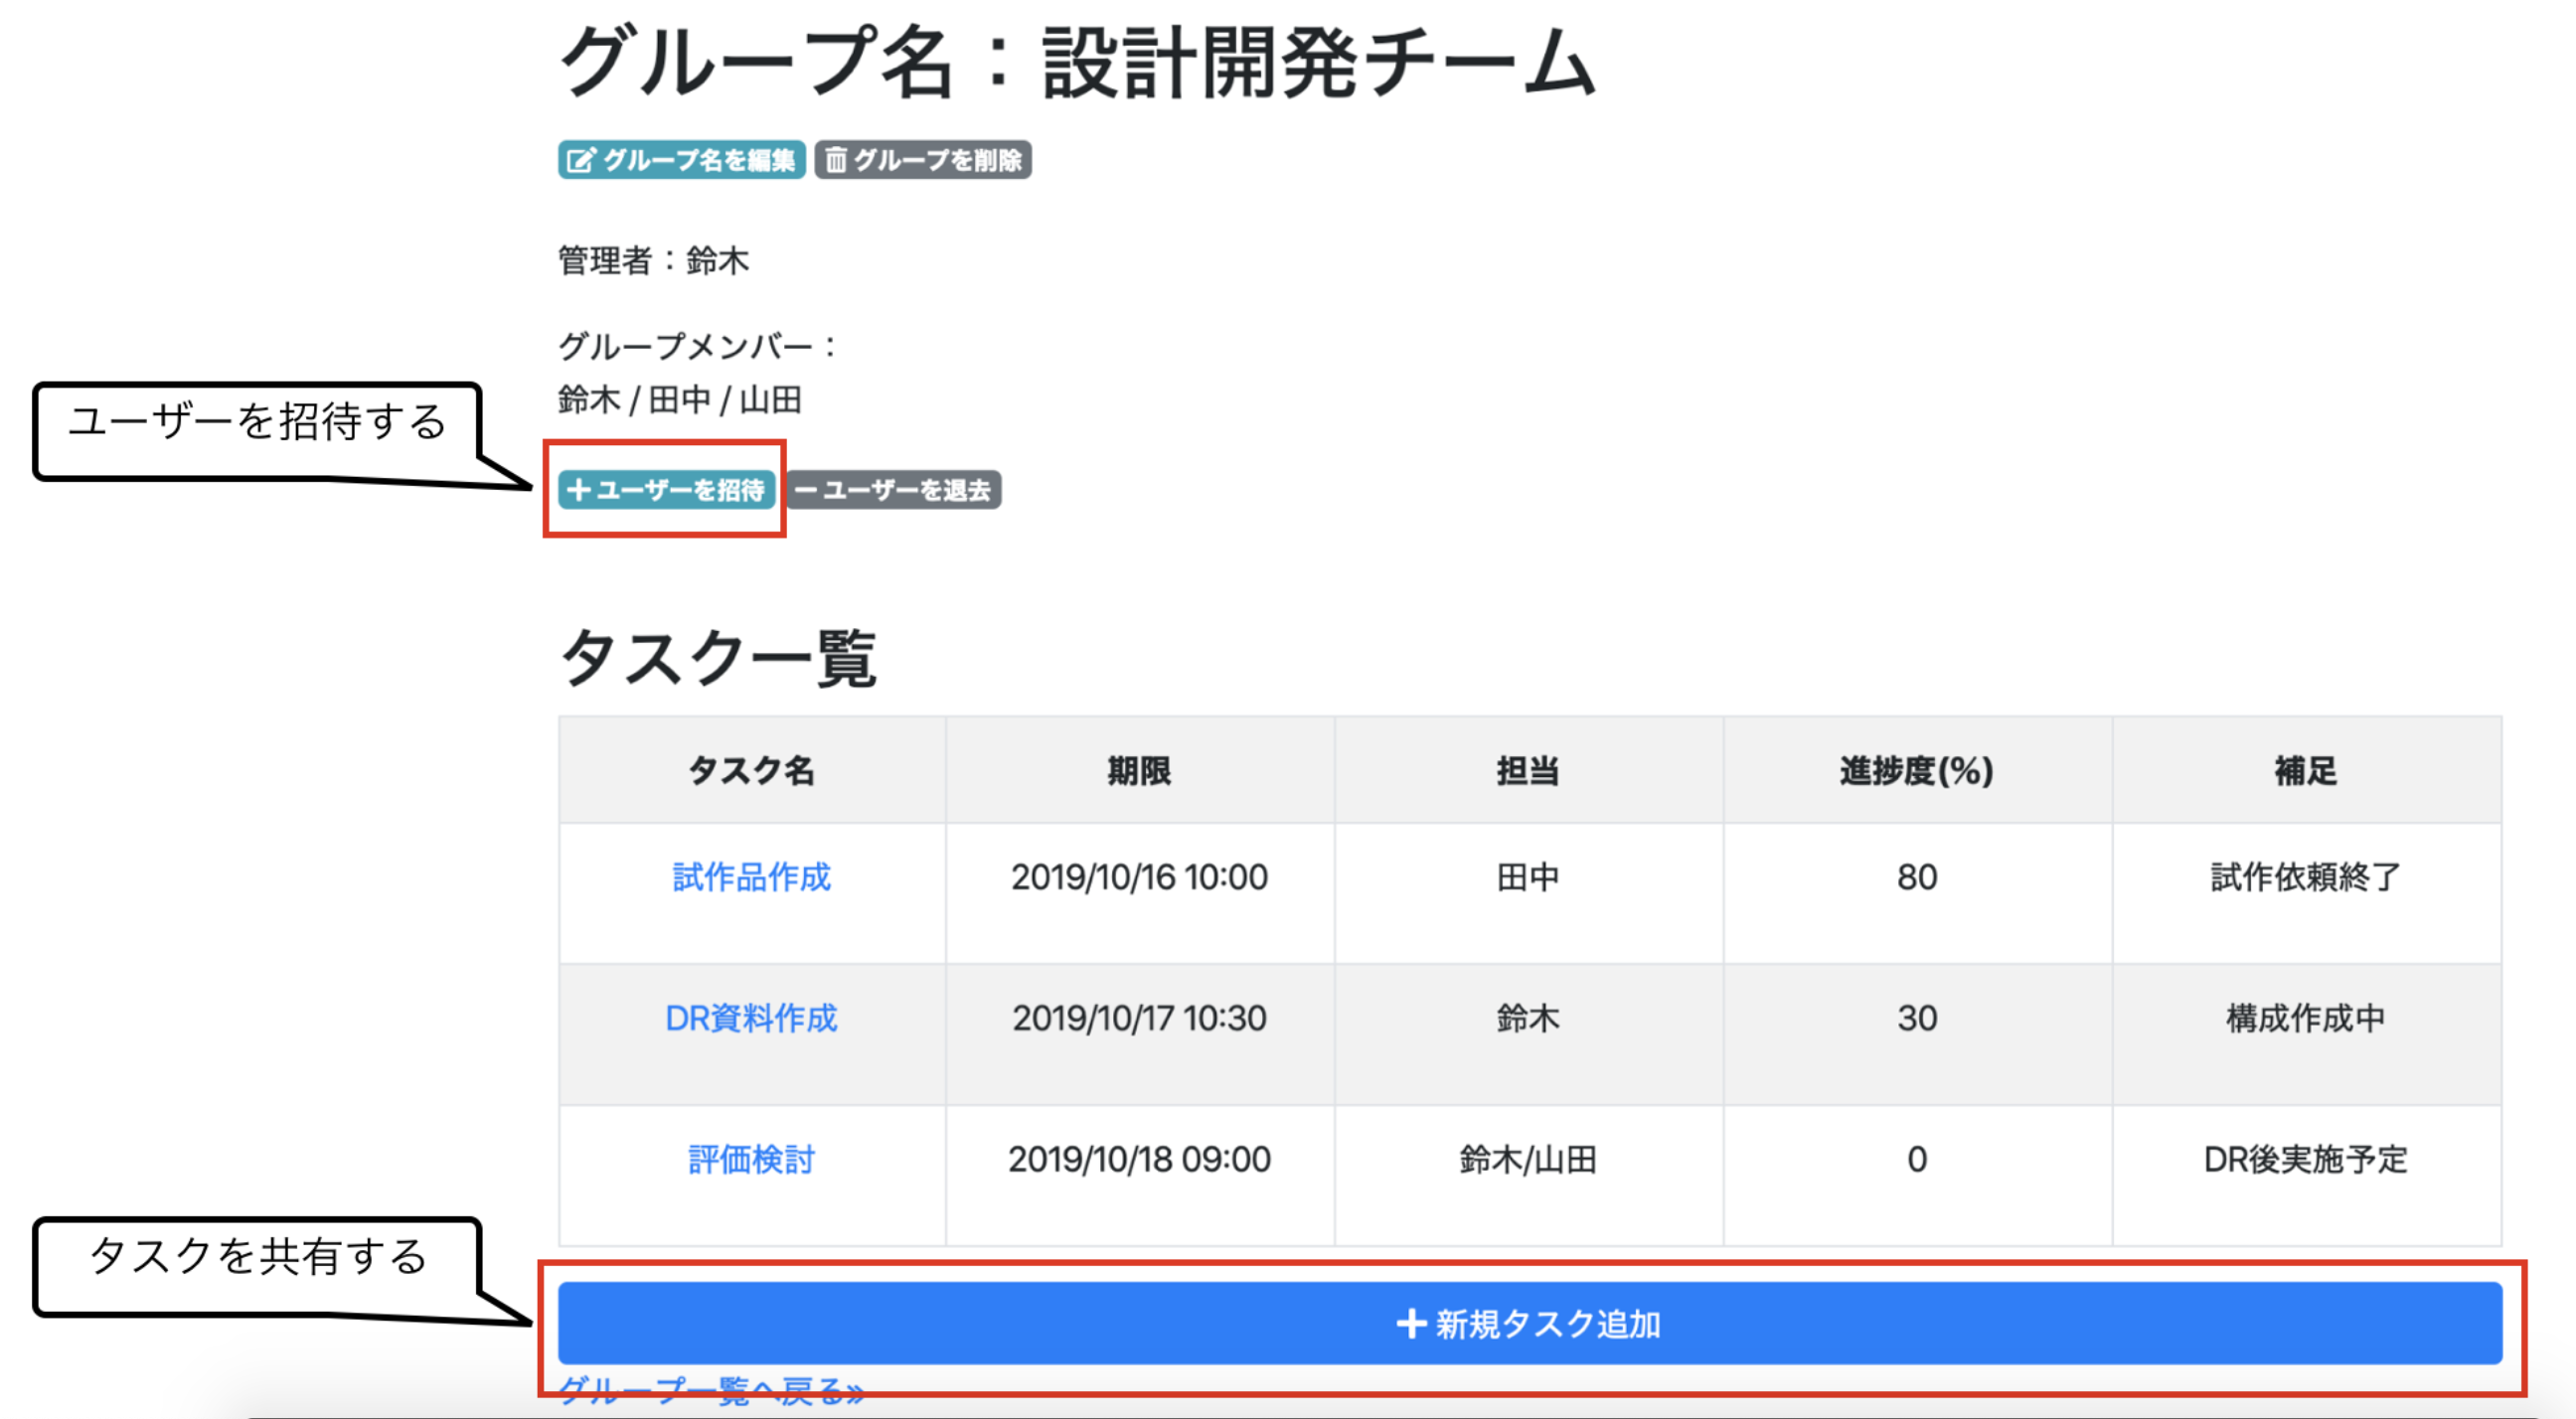 グループ名：設計開発チーム
グループ名を編集 グループを削除
管理者：鈴木
グループメンバー：
鈴木 / 田中 / 山田
ユーザーを招待する
+ ユーザーを招待 − ユーザーを退去
タスク一覧
タスク名 期限 担当 進捗度(%) 補足
試作品作成 2019/10/16 10:00 田中 80 試作依頼終了
DR資料作成 2019/10/17 10:30 鈴木 30 構成作成中
評価検討 2019/10/18 09:00 鈴木/山田 0 DR後実施予定
タスクを共有する
+ 新規タスク追加
グループ一覧へ戻る»